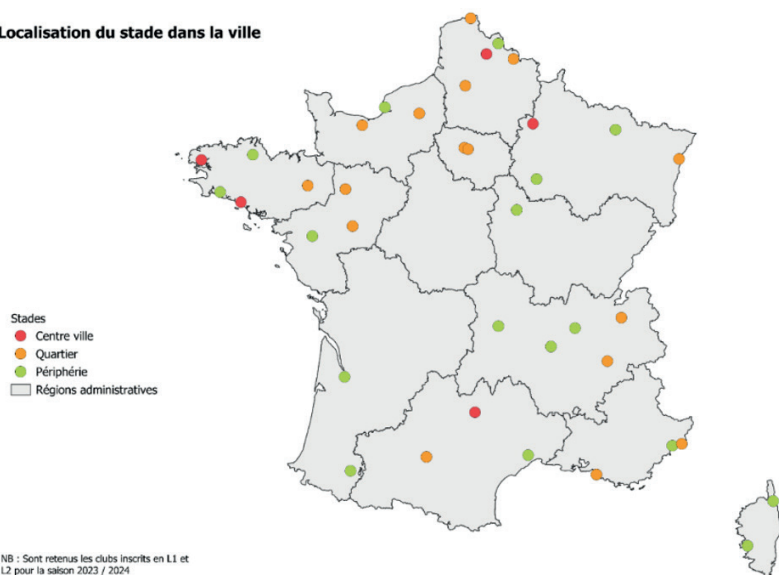 Localisation du stade dans la ville
Stades
Centre ville
Quartier
Périphérie
Régions administratives
NB : Sont retenus les clubs inscrits en L1 et
L2 pour la saison 2023 / 2024